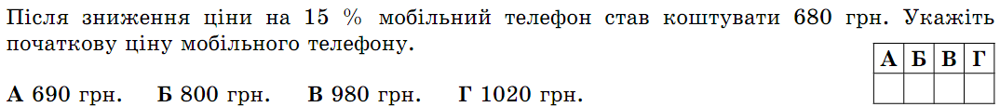 Після зниження ціни на 15 % мобільний телефон став коштувати 680 грн. Укажіть
початкову ціну мобільного телефону.
А Б В Г
А 690 грн. Б 800 грн. В 980 грн. Г 1020 грн.